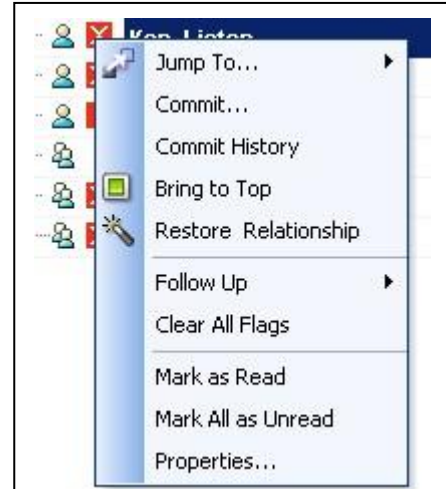 Jump To...
Commit...
Commit History
Bring to Top
Restore Relationship
Follow Up
Clear All Flags
Mark as Read
Mark All as Unread
Properties...